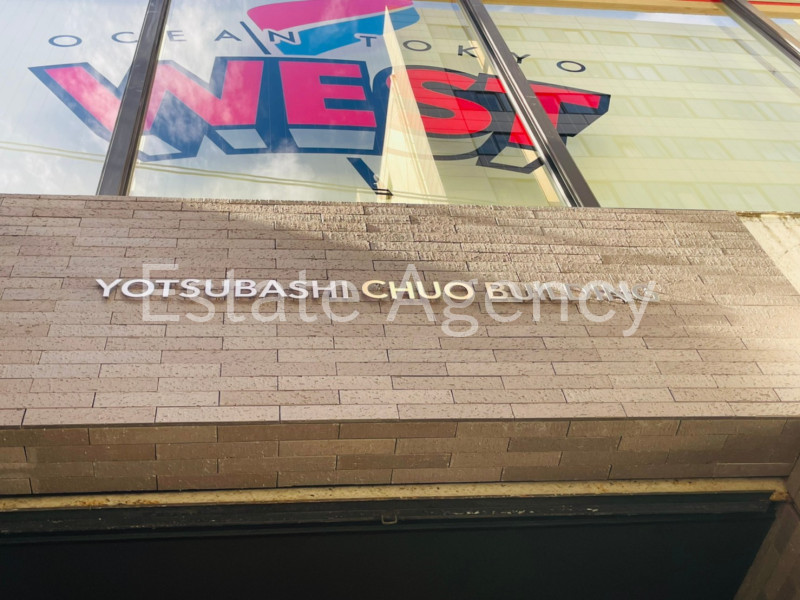 OCEAN TOKYO
WEST
YOTSUBASHI CHUO BUILDING
Estate Agency